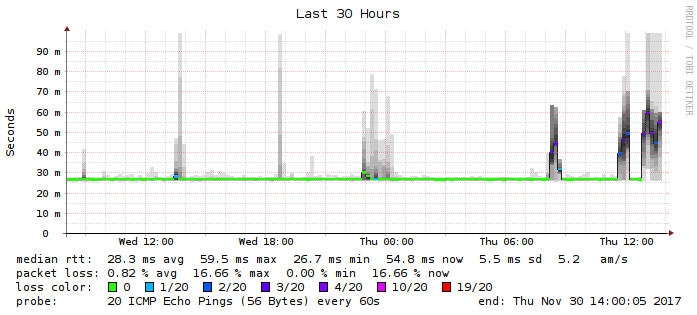 Last 30 Hours
RRDTOOL / TOBI OETIKER
Seconds
90 m
80 m
70 m
60 m
50 m
40 m
30 m
20 m
10 m
0
Wed 12:00 Wed 18:00 Thu 00:00 Thu 06:00 Thu 12:00
median rtt: 28.3 ms avg 59.5 ms max 26.7 ms min 54.8 ms now 5.5 ms sd 5.2 am/s
packet loss: 0.82 % avg 16.66 % max 0.00 % min 16.66 % now
loss color: 0 1/20 2/20 3/20 4/20 10/20 19/20
probe: 20 ICMP Echo Pings (56 Bytes) every 60s end: Thu Nov 30 14:00:05 2017